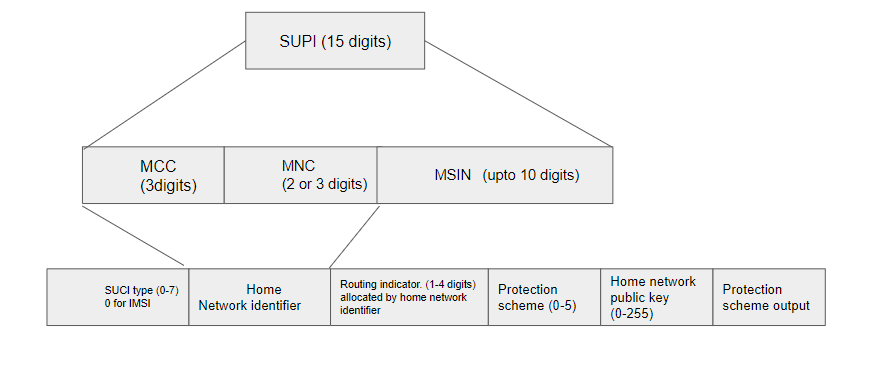 SUPI (15 digits)
MCC
(3digits)
MNC
(2 or 3 digits)
MSIN (upto 10 digits)
SUCI type (0-7)
0 for IMSI
Home
Network identifier
Routing indicator. (1-4 digits)
allocated by home network
identifier
Protection
scheme (0-5)
Home network
public key
(0-255)
Protection
scheme output